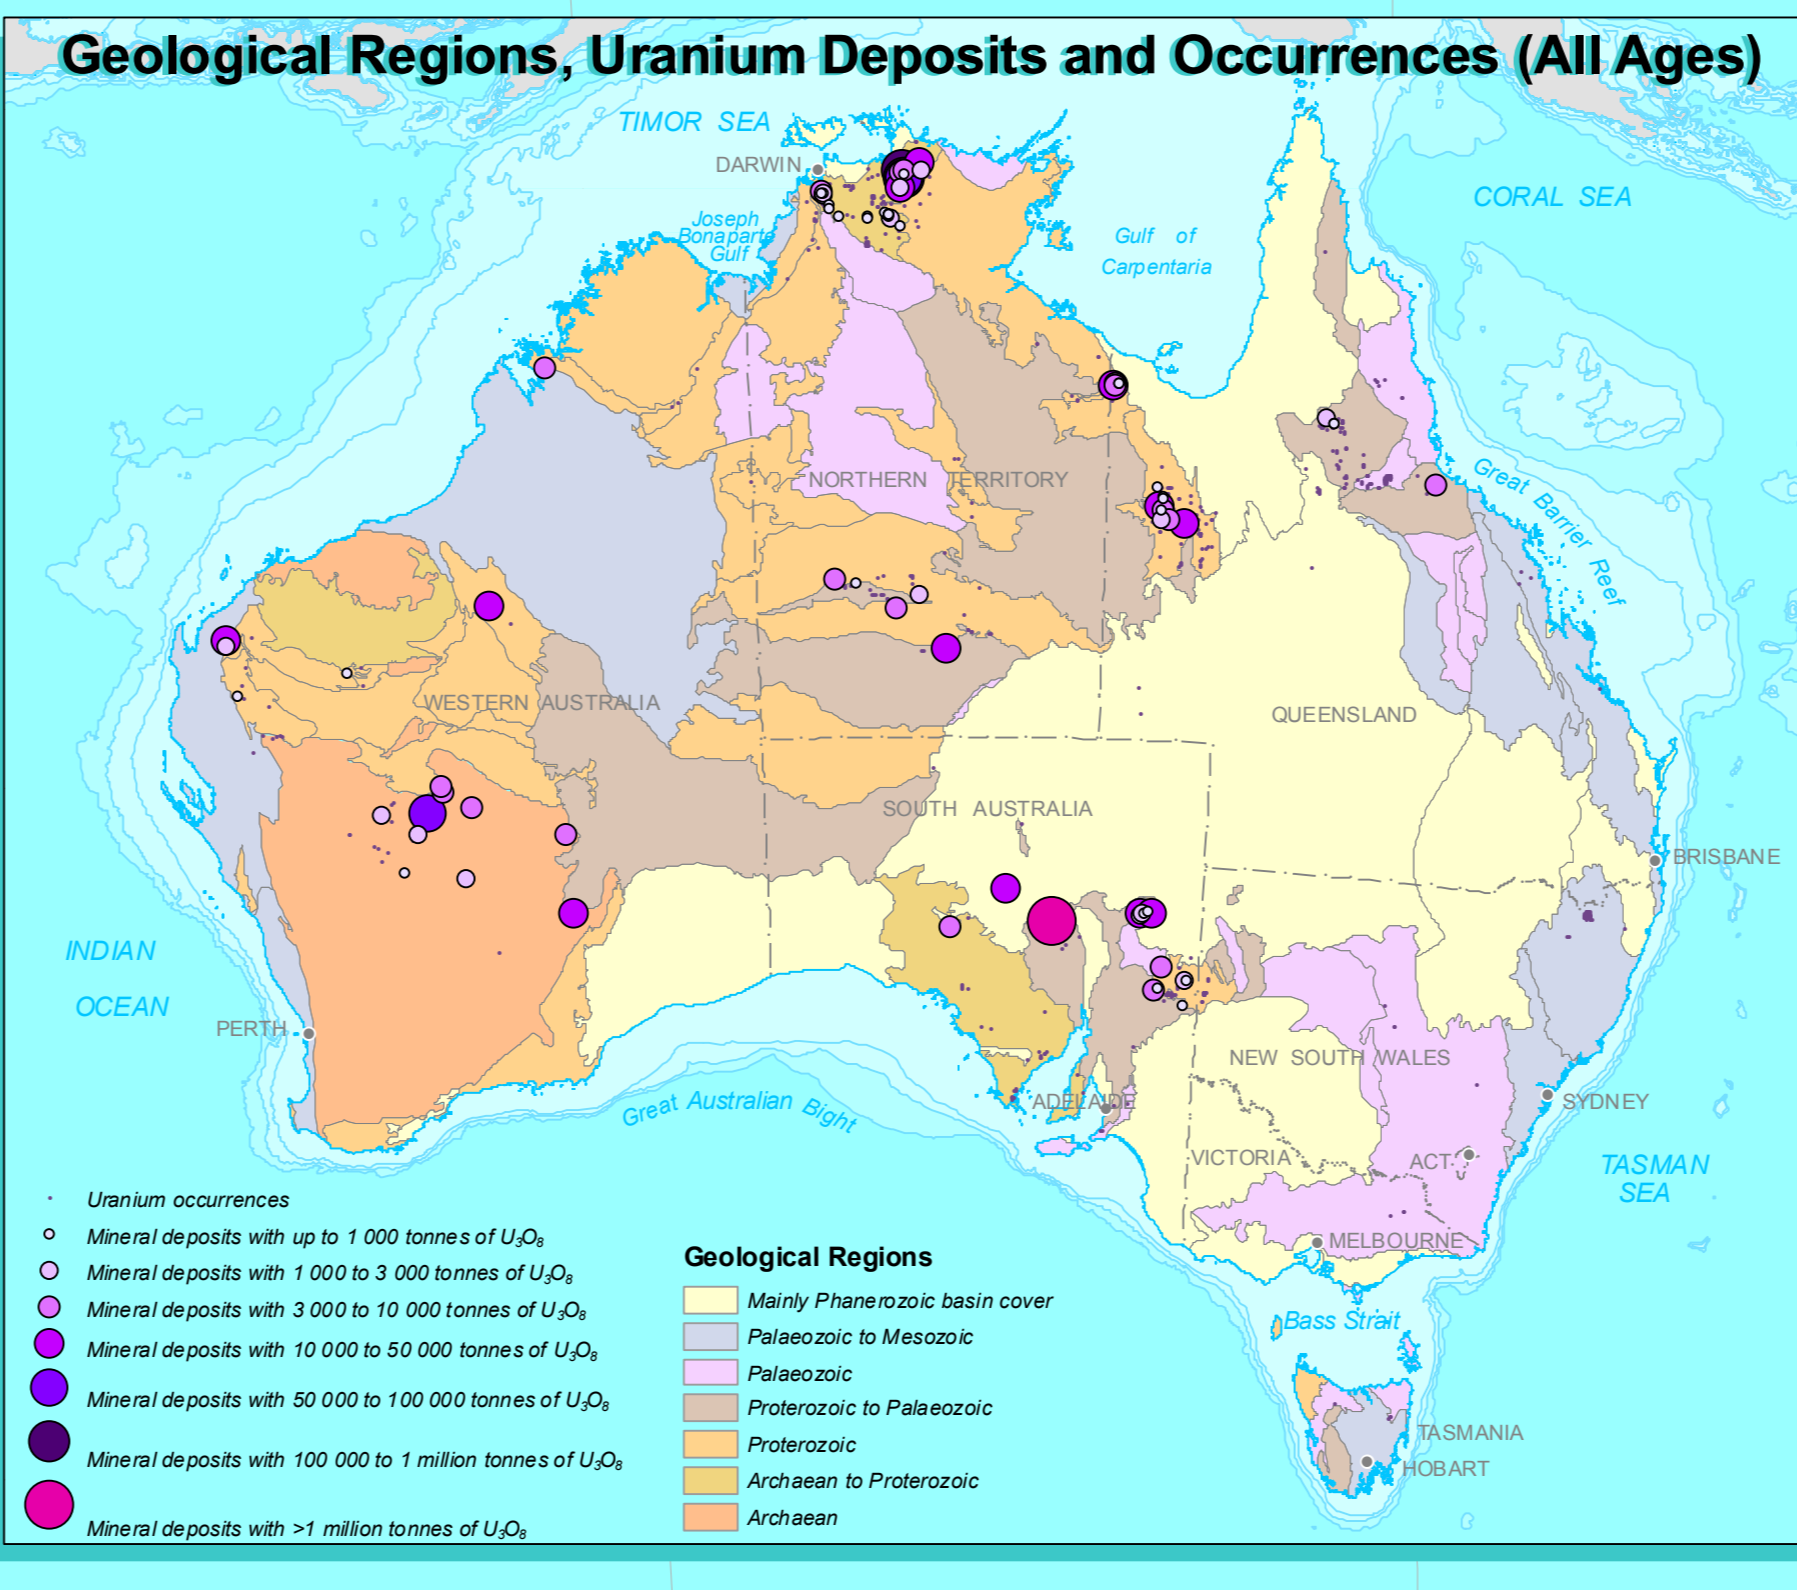 Geological Regions, Uranium Deposits and Occurrences (All Ages)
TIMOR SEA
DARWIN
CORAL SEA
Joseph
Bonaparte
Gulf
Gulf of
Carpentaria
Great Barrier Reef
NORTHERN TERRITORY
WESTERN AUSTRALIA
QUEENSLAND
SOUTH AUSTRALIA
BRISBANE
INDIAN
OCEAN
PERTH
NEW SOUTH WALES
Great Australian Bight
ADELAIDE
SYDNEY
VICTORIA
ACT
TASMAN
SEA
MELBOURNE
Bass Strait
TASMANIA
HOBART
Uranium occurrences
Mineral deposits with up to 1 000 tonnes of U₃O₈
Mineral deposits with 1 000 to 3 000 tonnes of U₃O₈
Mineral deposits with 3 000 to 10 000 tonnes of U₃O₈
Mineral deposits with 10 000 to 50 000 tonnes of U₃O₈
Mineral deposits with 50 000 to 100 000 tonnes of U₃O₈
Mineral deposits with 100 000 to 1 million tonnes of U₃O₈
Mineral deposits with >1 million tonnes of U₃O₈
Geological Regions
Mainly Phanerozoic basin cover
Palaeozoic to Mesozoic
Palaeozoic
Proterozoic to Palaeozoic
Proterozoic
Archaean to Proterozoic
Archaean